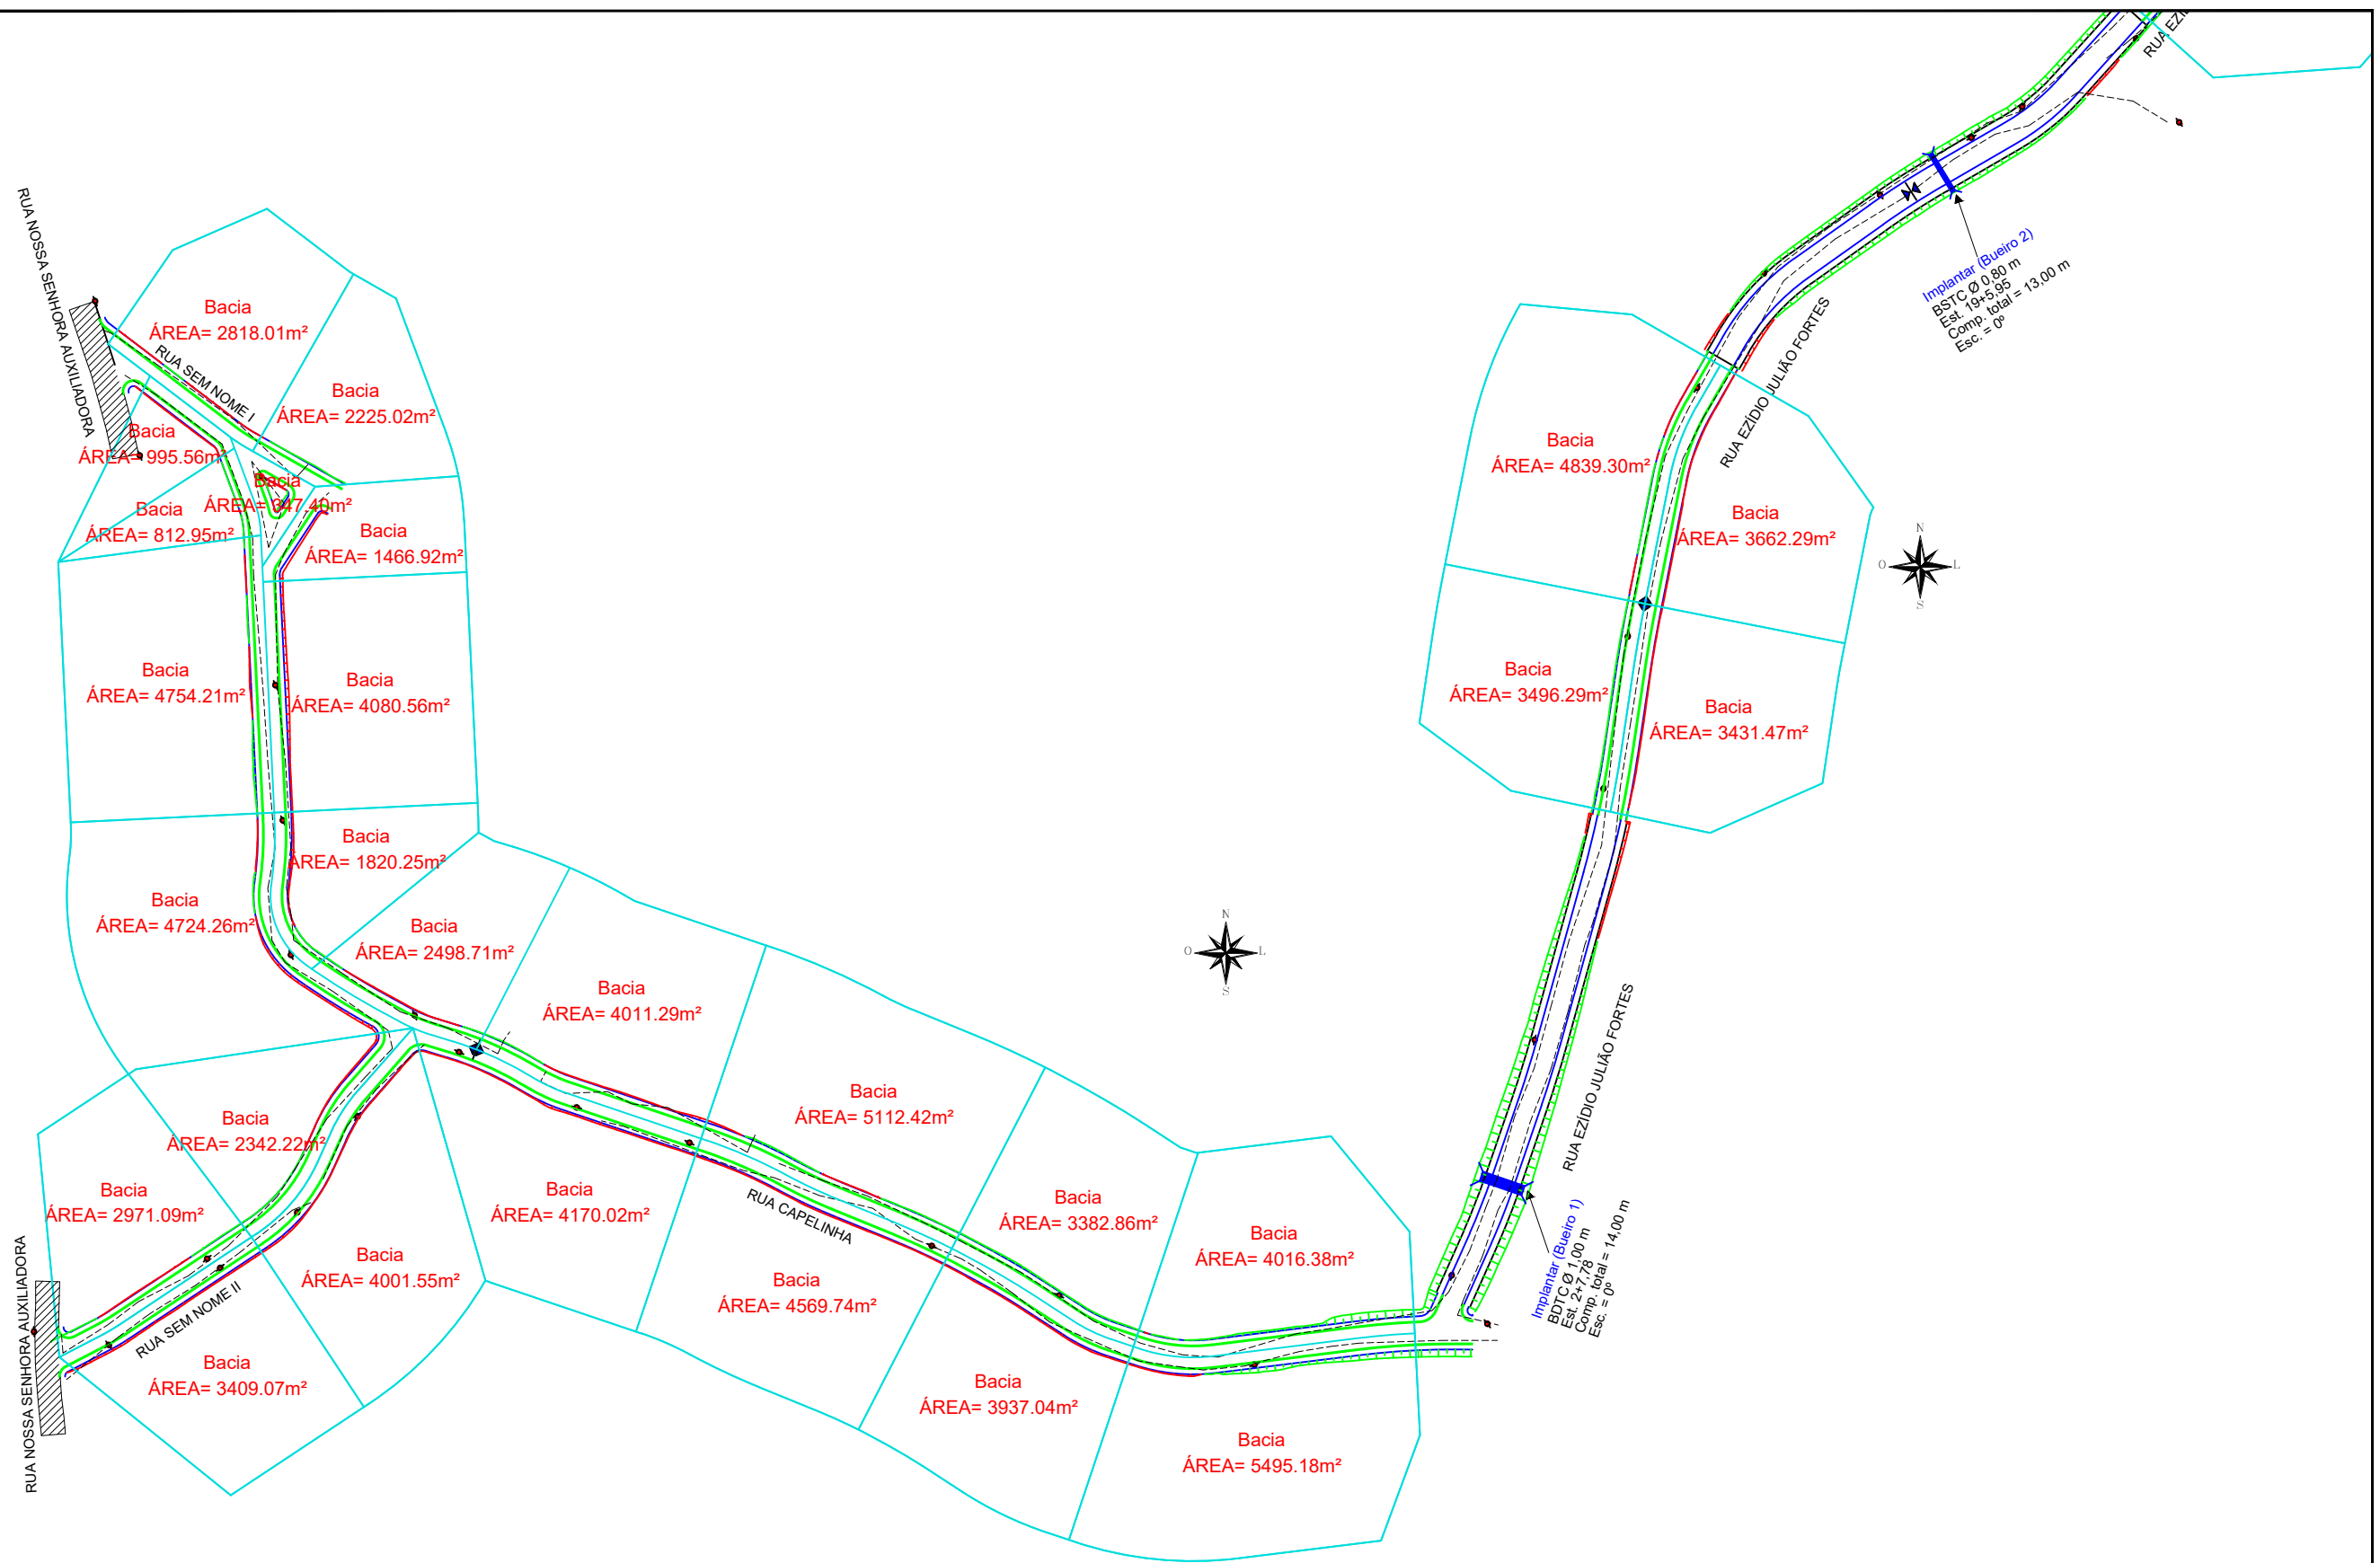 RUA EZÍ
Implantar (Bueiro 2)
BSTC Ø 0,80 m
Est. 19+5,95
Comp. total = 13,00 m
Esc. = 0º
RUA NOSSA SENHORA AUXILIADORA
Bacia
ÁREA= 2818.01m²
RUA SEM NOME I
Bacia
ÁREA= 2225.02m²
Bacia
ÁREA= 995.56m²
Bacia
ÁREA= 347.40m²
Bacia
ÁREA= 812.95m²
Bacia
ÁREA= 1466.92m²
RUA EZÍDIO JULIÃO FORTES
Bacia
ÁREA= 4839.30m²
Bacia
ÁREA= 3662.29m²
N
O
L
S
Bacia
ÁREA= 4754.21m²
Bacia
ÁREA= 4080.56m²
Bacia
ÁREA= 3496.29m²
Bacia
ÁREA= 3431.47m²
Bacia
ÁREA= 1820.25m²
Bacia
ÁREA= 4724.26m²
Bacia
ÁREA= 2498.71m²
N
O
L
S
Bacia
ÁREA= 4011.29m²
RUA EZÍDIO JULIÃO FORTES
Bacia
ÁREA= 5112.42m²
Bacia
ÁREA= 2342.22m²
Bacia
ÁREA= 2971.09m²
Bacia
ÁREA= 4170.02m²
RUA CAPELINHA
Bacia
ÁREA= 3382.86m²
Bacia
ÁREA= 4016.38m²
Implantar (Bueiro 1)
BDTC Ø 1,00 m
Est. 2+7,78
Comp. total = 14,00 m
Esc. = 0º
RUA NOSSA SENHORA AUXILIADORA
Bacia
ÁREA= 4001.55m²
Bacia
ÁREA= 4569.74m²
RUA SEM NOME II
Bacia
ÁREA= 3409.07m²
Bacia
ÁREA= 3937.04m²
Bacia
ÁREA= 5495.18m²